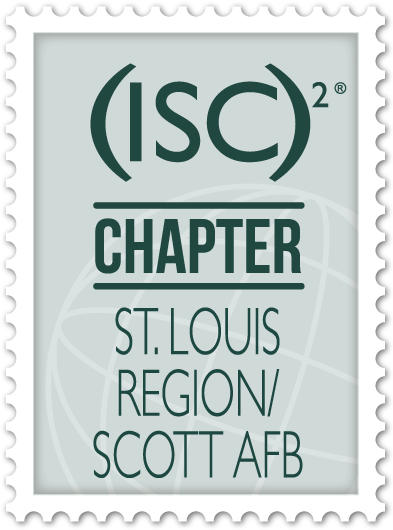 (ISC)²®
CHAPTER
ST. LOUIS
REGION/
SCOTT AFB